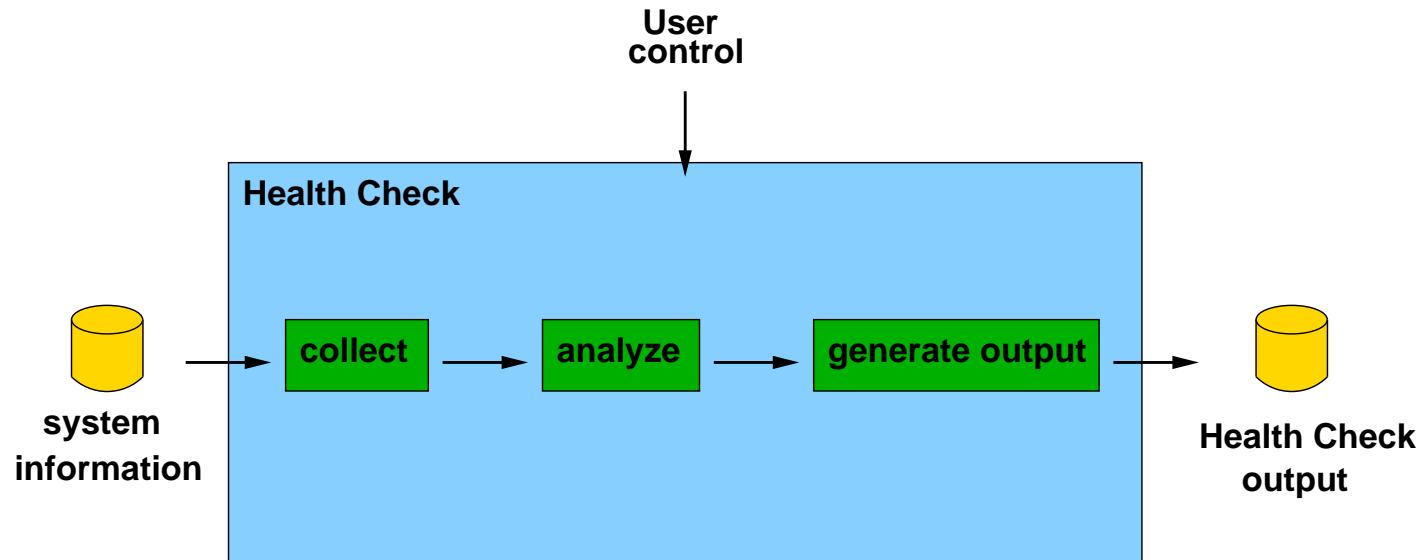 User
control
Health Check
collect
analyze
generate output
system
information
Health Check
output